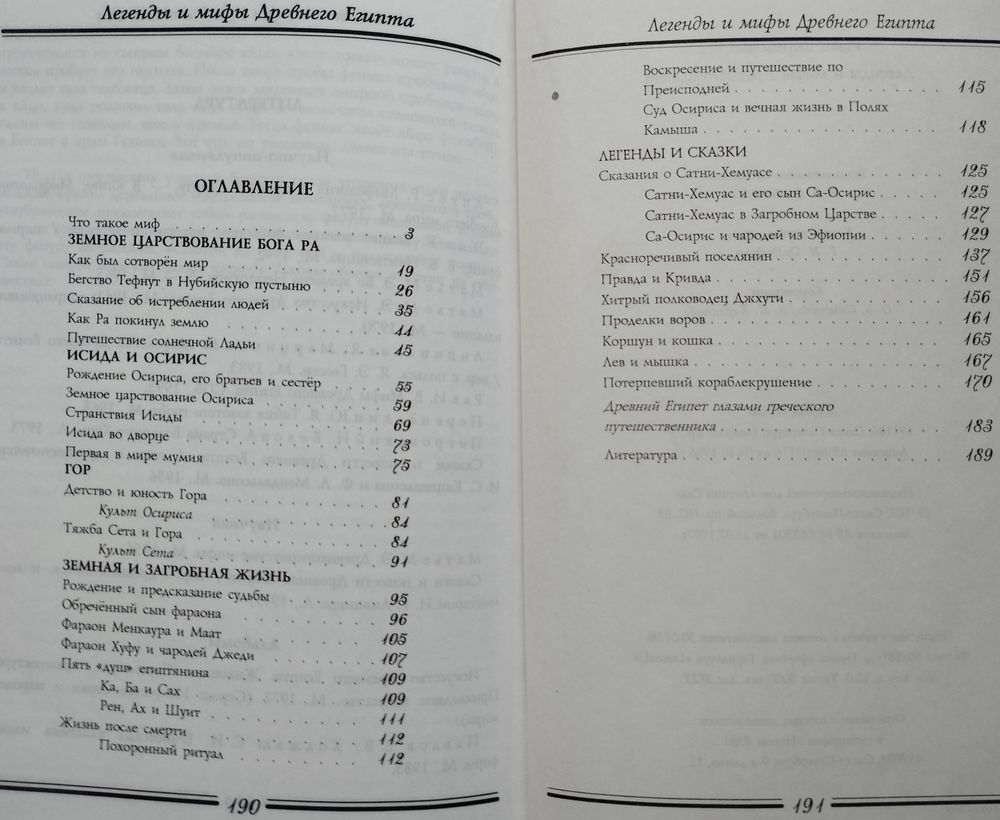 Легенды и мифы Древнего Египта
ОГЛАВЛЕНИЕ
Что такое миф . . . . . . . . . . . . . 3
ЗЕМНОЕ ЦАРСТВОВАНИЕ БОГА РА
Как был сотворён мир . . . . . . . . . . 19
Бегство Тефнут в Нубийскую пустыню . . . . 26
Сказание об истреблении людей . . . . . . 35
Как Ра покинул землю . . . . . . . . . . 44
Путешествие солнечной Ладьи . . . . . . . 45
ИСИДА И ОСИРИС
Рождение Осириса, его братьев и сестёр . . . 55
Земное царствование Осириса . . . . . . . 59
Странствия Исиды . . . . . . . . . . . 69
Исида во дворце . . . . . . . . . . . . 73
Первая в мире мумия . . . . . . . . . . 75
ГОР
Детство и юность Гора . . . . . . . . . . 81
Культ Осириса . . . . . . . . . . . 84
Тяжба Сета и Гора . . . . . . . . . . . 84
Культ Сета . . . . . . . . . . . . 91
ЗЕМНАЯ И ЗАГРОБНАЯ ЖИЗНЬ
Рождение и предсказание судьбы . . . . . . 95
Обречённый сын фараона . . . . . . . . . 96
Фараон Менкаура и Маат . . . . . . . . . 105
Фараон Хуфу и чародей Джеди . . . . . . . 107
Пять «душ» египтянина . . . . . . . . . 109
Ка, Ба и Сах . . . . . . . . . . . 109
Рен, Ах и Шуит . . . . . . . . . . 111
Жизнь после смерти . . . . . . . . . . 112
Похоронный ритуал . . . . . . . . . 112
190
Легенды и мифы Древнего Египта
Воскресение и путешествие по
Преисподней . . . . . . . . . . . . 115
Суд Осириса и вечная жизнь в Полях
Камыша . . . . . . . . . . . . . 118
ЛЕГЕНДЫ И СКАЗКИ
Сказания о Сатни-Хемуасе . . . . . . . . 125
Сатни-Хемуас и его сын Са-Осирис . . . . 125
Сатни-Хемуас в Загробном Царстве . . . . 127
Са-Осирис и чародей из Эфиопии . . . . . 129
Красноречивый поселянин . . . . . . . . 137
Правда и Кривда . . . . . . . . . . . 151
Хитрый полководец Джхути . . . . . . . . 156
Проделки воров . . . . . . . . . . . . 161
Коршун и кошка . . . . . . . . . . . . 165
Лев и мышка . . . . . . . . . . . . . 167
Потерпевший кораблекрушение . . . . . . . 170
Древний Египет глазами греческого
путешественника . . . . . . . . . . . . 183
Литература . . . . . . . . . . . . . . 189
191